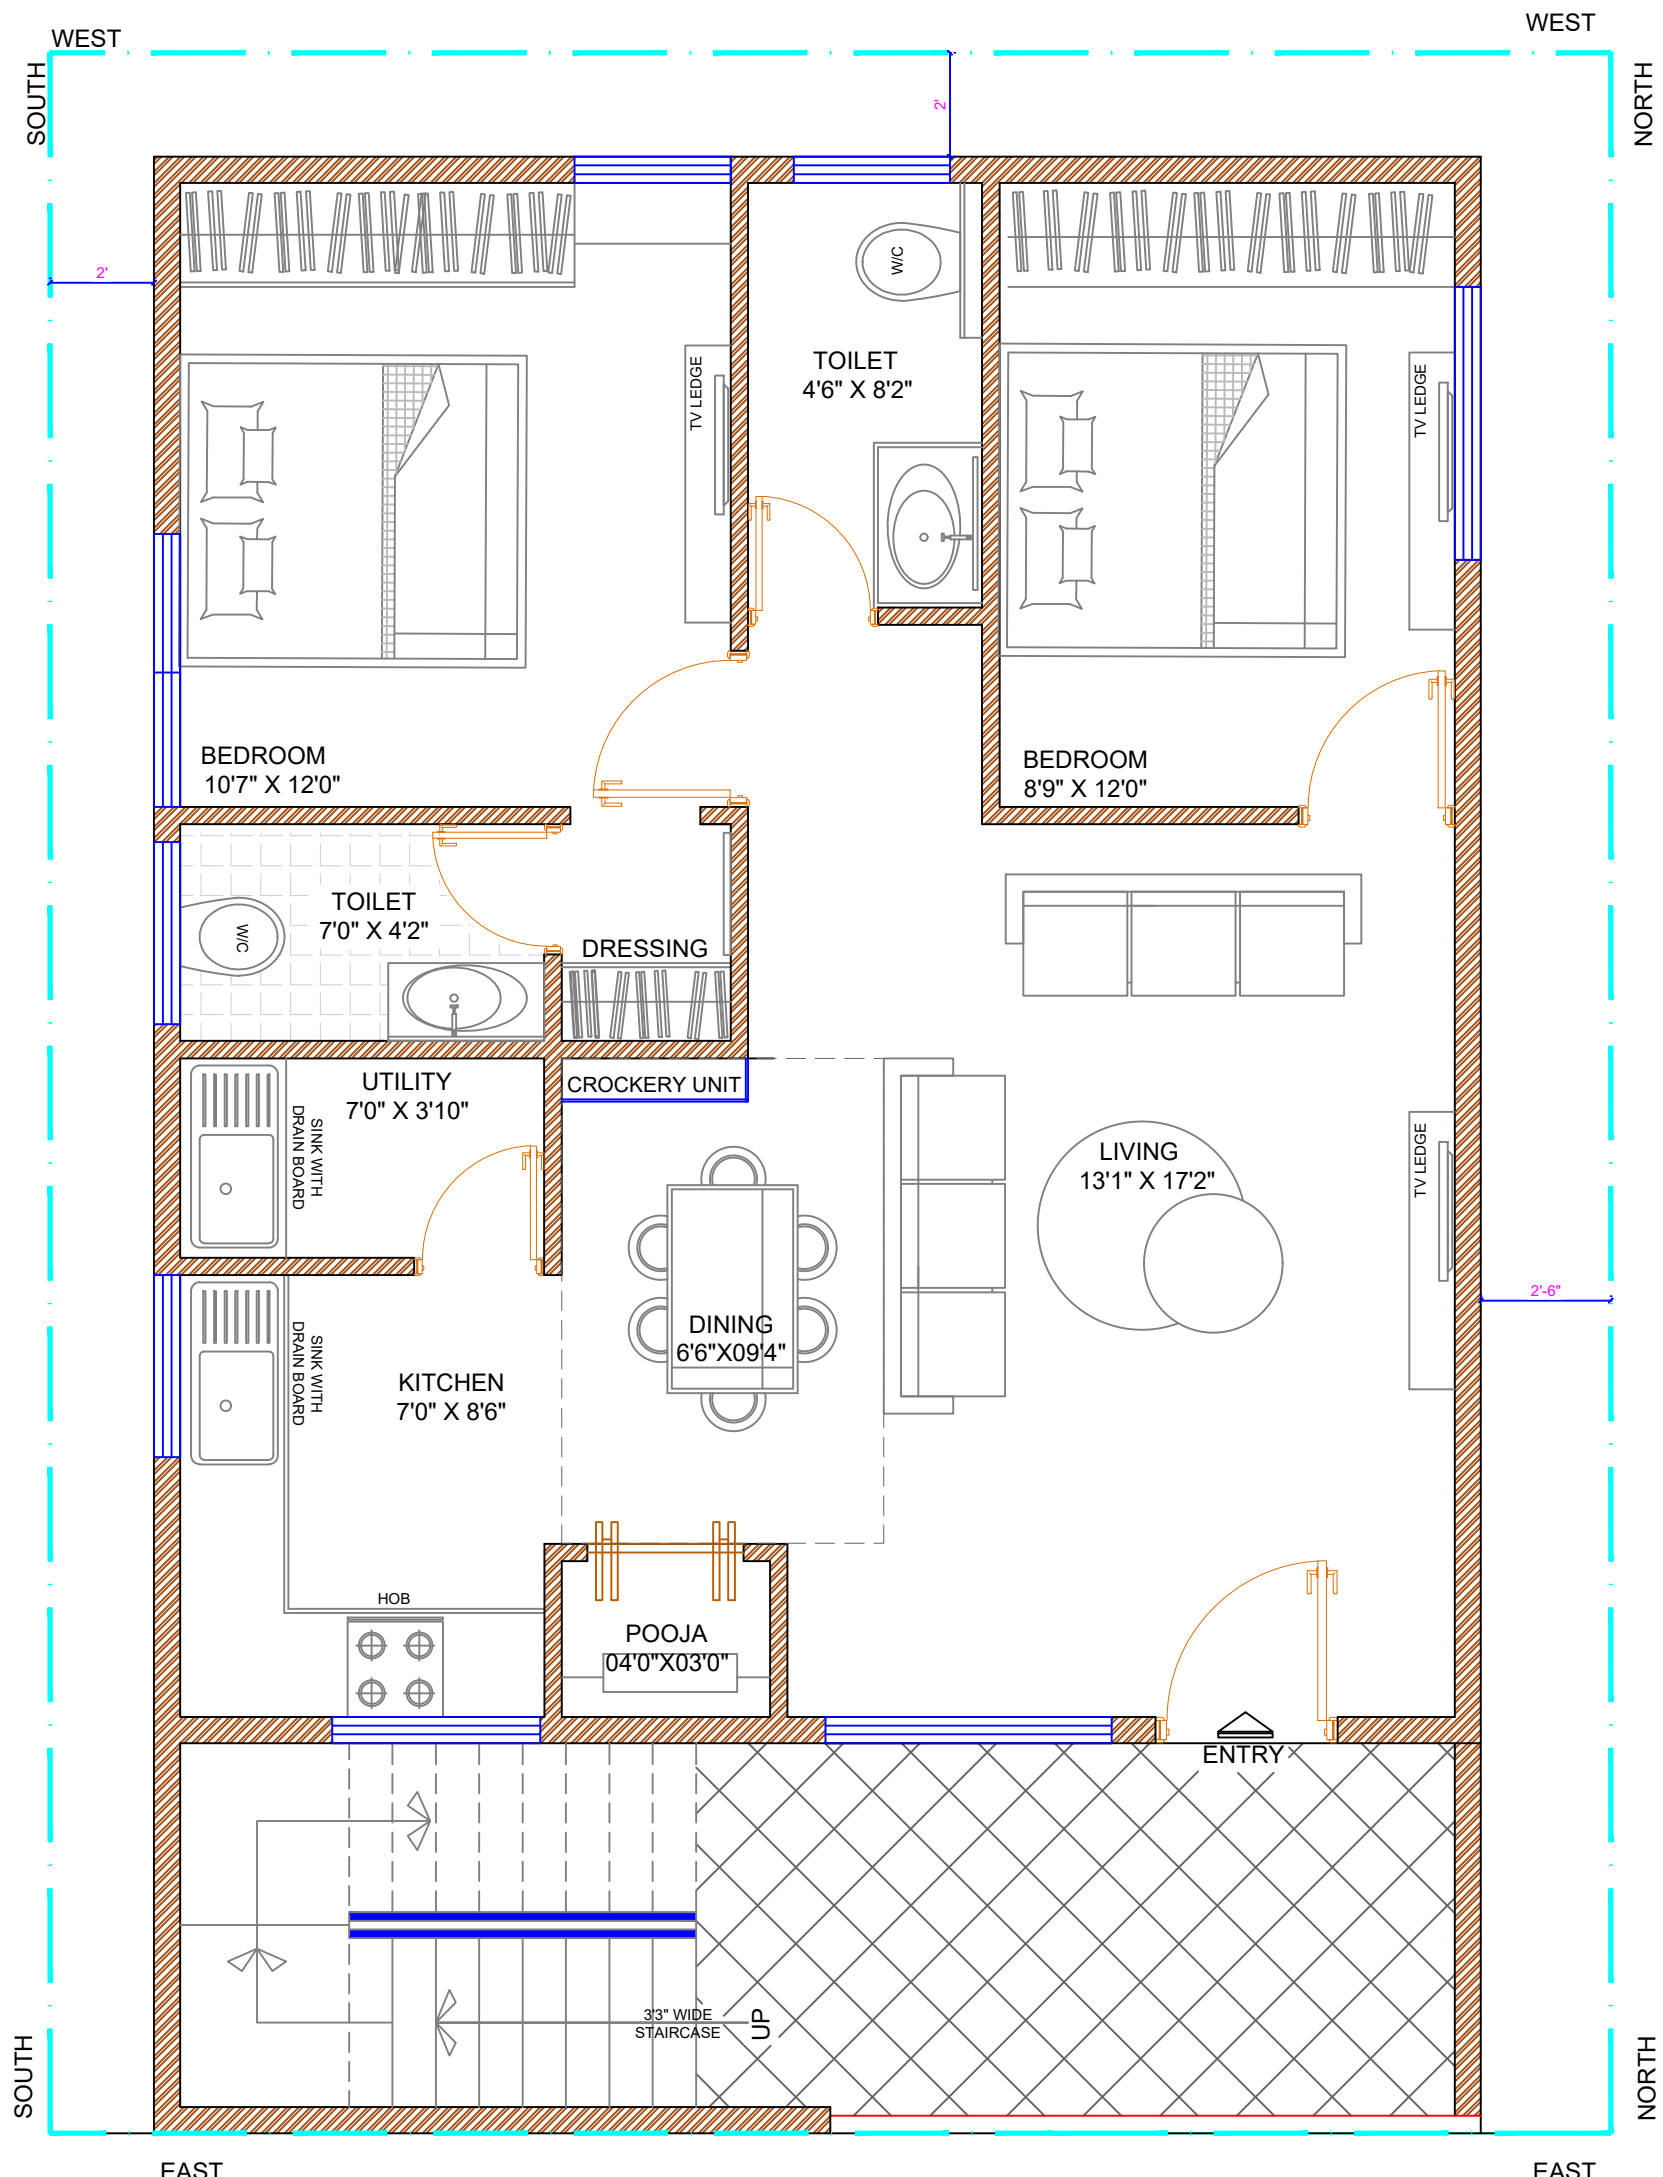 WEST
WEST
SOUTH
NORTH
2'
2'
W/C
TOILET
4'6" X 8'2"
TV LEDGE
TV LEDGE
BEDROOM
10'7" X 12'0"
BEDROOM
8'9" X 12'0"
TOILET
7'0" X 4'2"
W/C
DRESSING
UTILITY
7'0" X 3'10"
CROCKERY UNIT
SINK WITH
DRAIN BOARD
LIVING
13'1" X 17'2"
TV LEDGE
2'-6"
DINING
6'6"X09'4"
SINK WITH
DRAIN BOARD
KITCHEN
7'0" X 8'6"
HOB
POOJA
04'0"X03'0"
ENTRY
3'3" WIDE
STAIRCASE
UP
SOUTH
NORTH
EAST
EAST